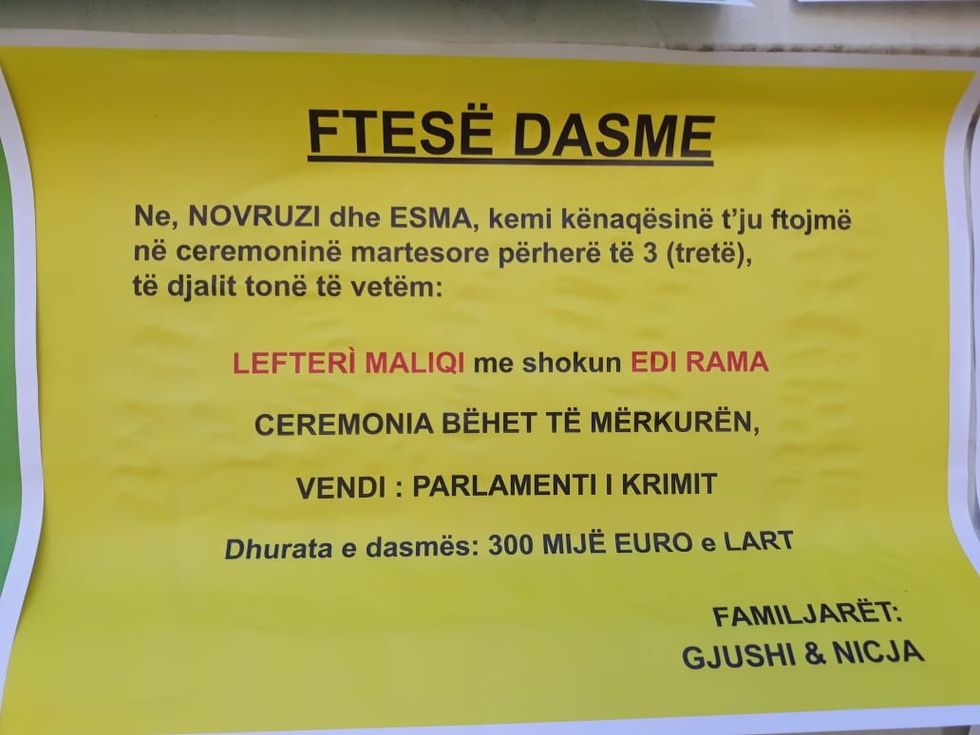 FTESË DASME
Ne, NOVRUZI dhe ESMA, kemi kënaqësinë t'ju ftojmë
në ceremoninë martesore përherë të 3 (tretë),
të djalit tonë të vetëm:
LEFTERÌ MALIQI me shokun EDI RAMA
CEREMONIA BËHET TË MËRKURËN,
VENDI : PARLAMENTI I KRIMIT
Dhurata e dasmës: 300 MIJË EURO e LART
FAMILJARËT:
GJUSHI & NICJA